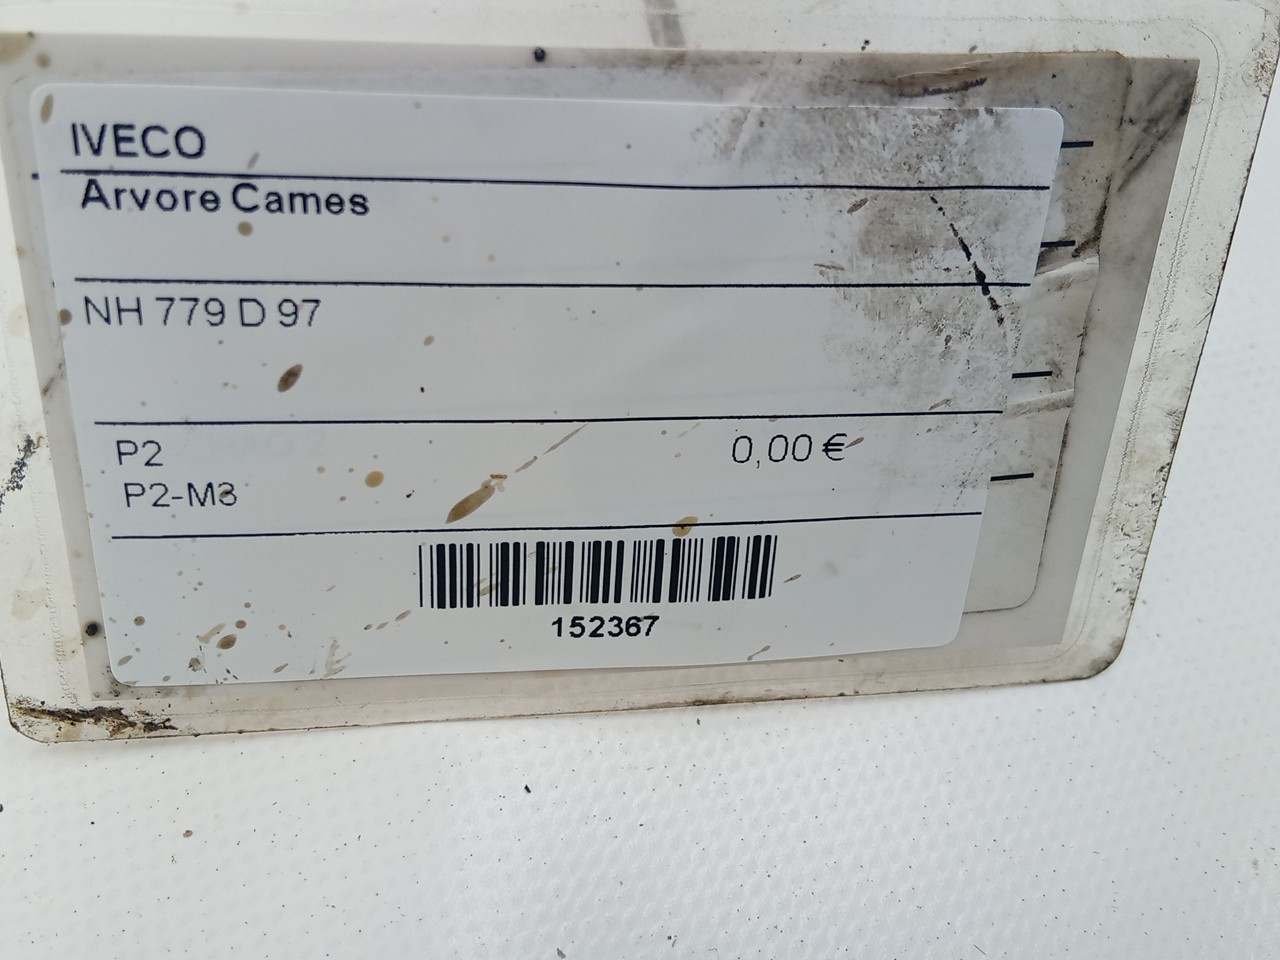 IVECO
Arvore Cames
NH 779 D 97
P2 0,00 €
P2-M3
152367